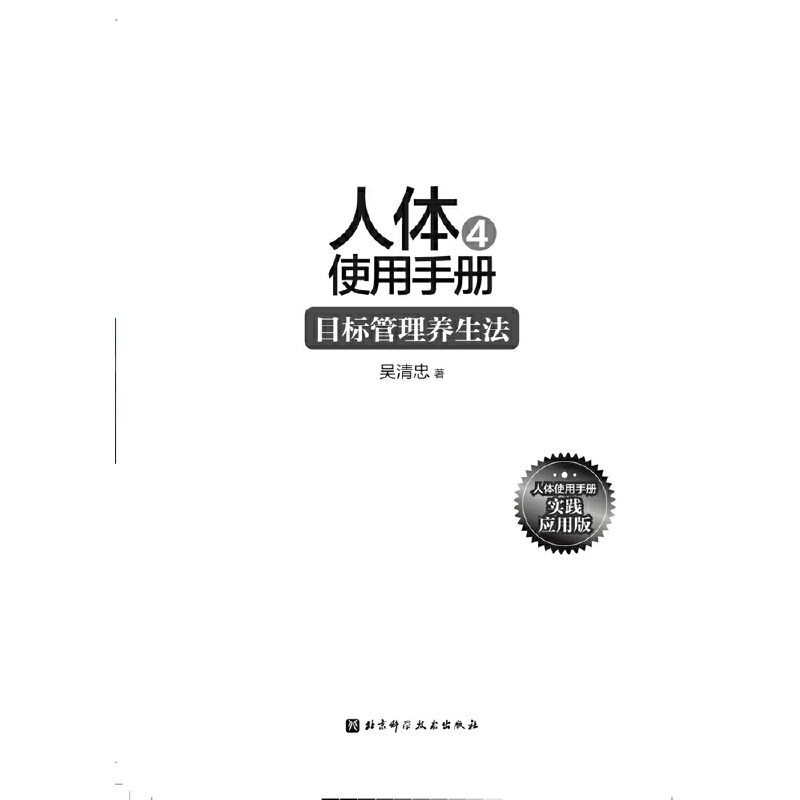 人体4
使用手册
目标管理养生法
吴清忠 著
人体使用手册
实践
应用版
北京科学技术出版社